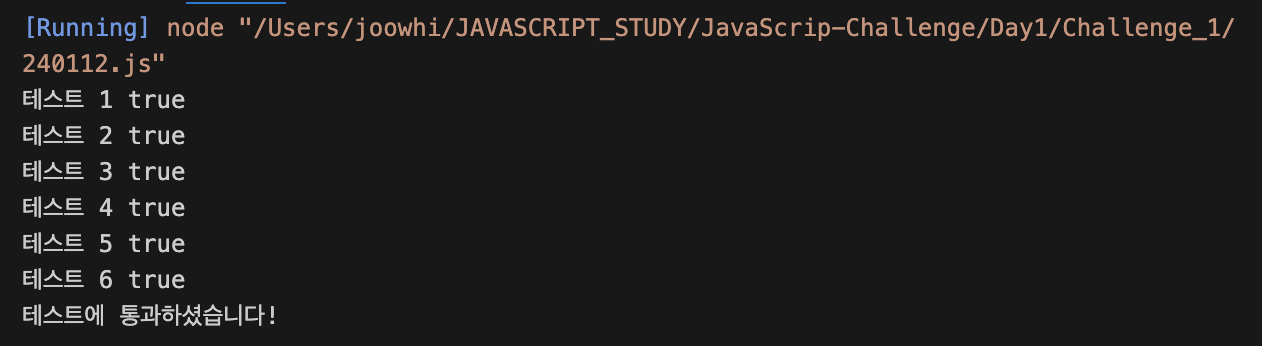 [Running] node "/Users/joowhi/JAVASCRIPT_STUDY/JavaScrip-Challenge/Day1/Challenge_1/
240112.js"
테스트 1 true
테스트 2 true
테스트 3 true
테스트 4 true
테스트 5 true
테스트 6 true
테스트에 통과하셨습니다!